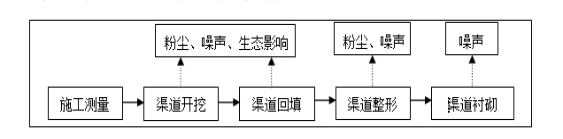 粉尘、噪声、生态影响
粉尘、噪声
噪声
施工测量
渠道开挖
渠道回填
渠道整形
渠道衬砌